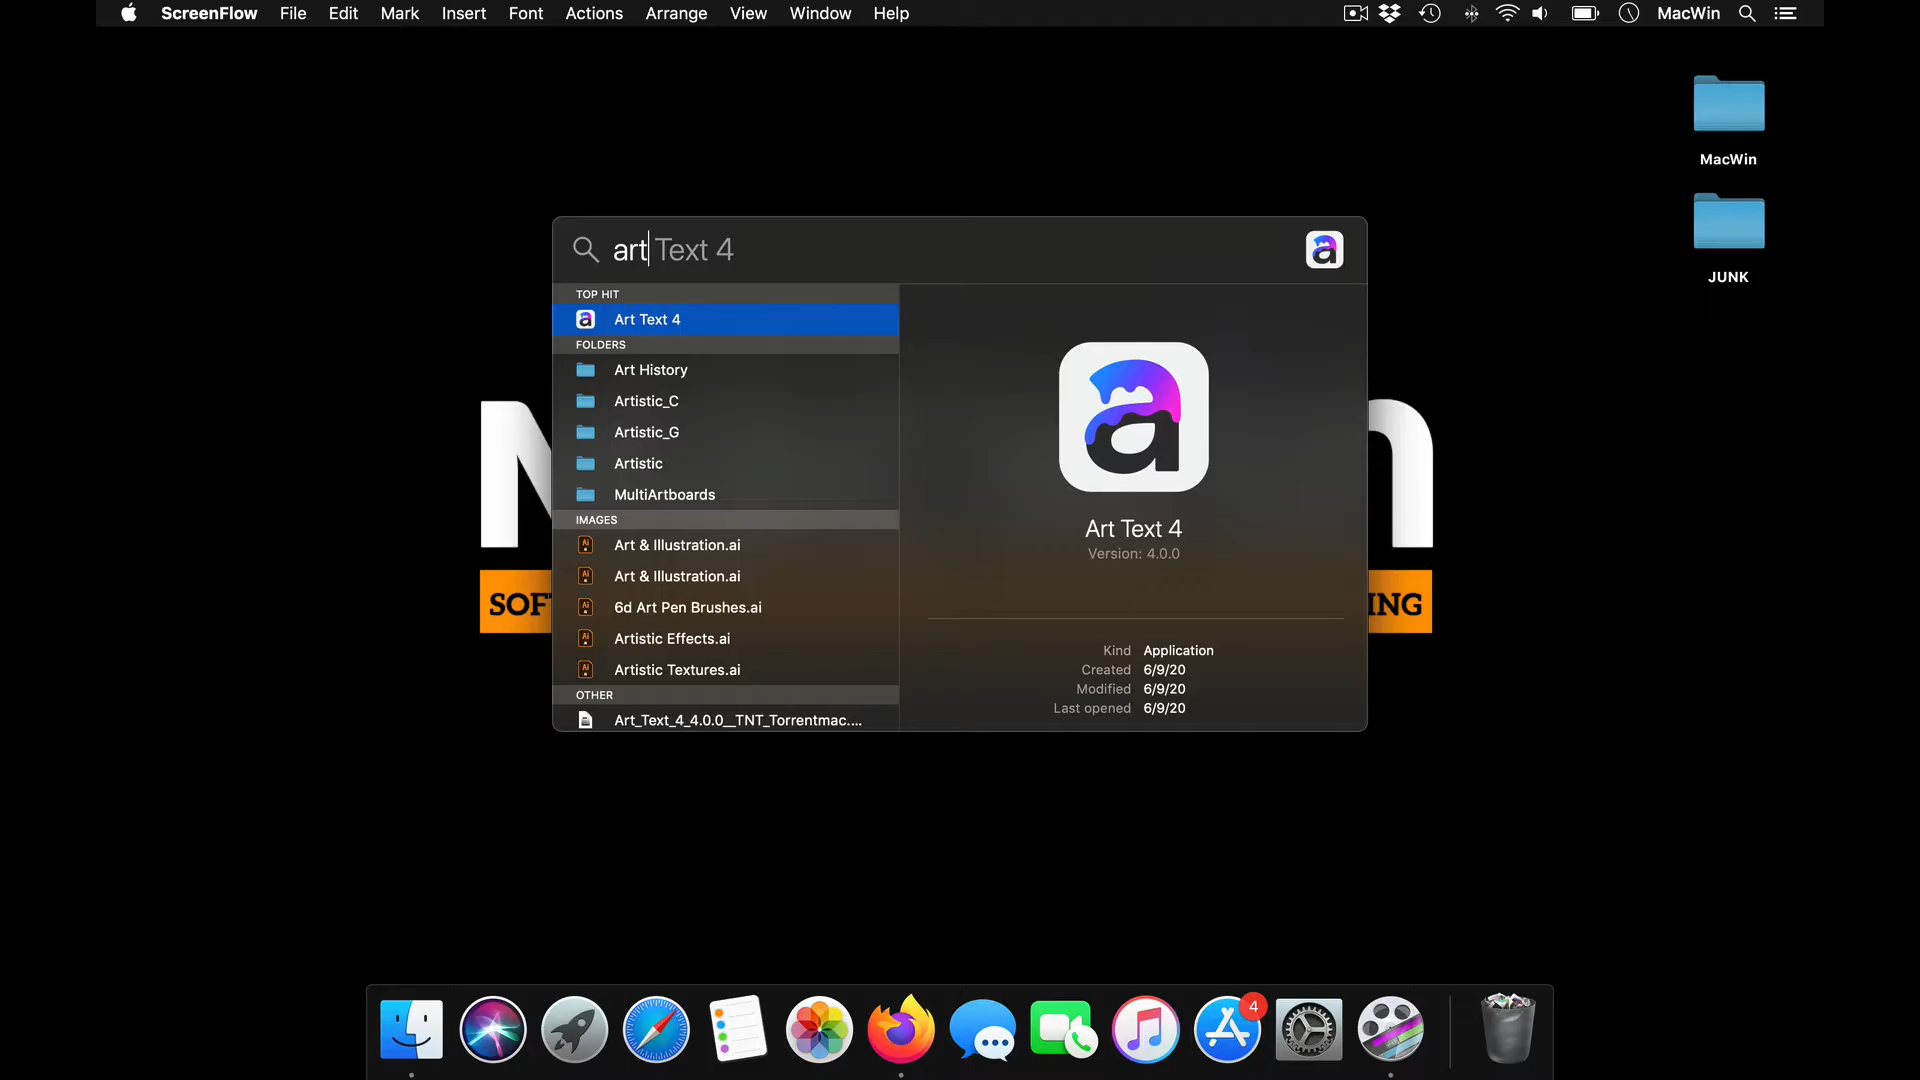 ScreenFlow File Edit Mark Insert Font Actions Arrange View Window Help MacWin
MacWin
JUNK
art Text 4
TOP HIT
Art Text 4
FOLDERS
Art History
Artistic_C
Artistic_G
Artistic
MultiArtboards
IMAGES
Art & Illustration.ai
Art & Illustration.ai
6d Art Pen Brushes.ai
Artistic Effects.ai
Artistic Textures.ai
OTHER
Art_Text_4_4.0.0__TNT_Torrentmac....
Art Text 4
Version: 4.0.0
Kind Application
Created 6/9/20
Modified 6/9/20
Last opened 6/9/20
SOF
ING
4